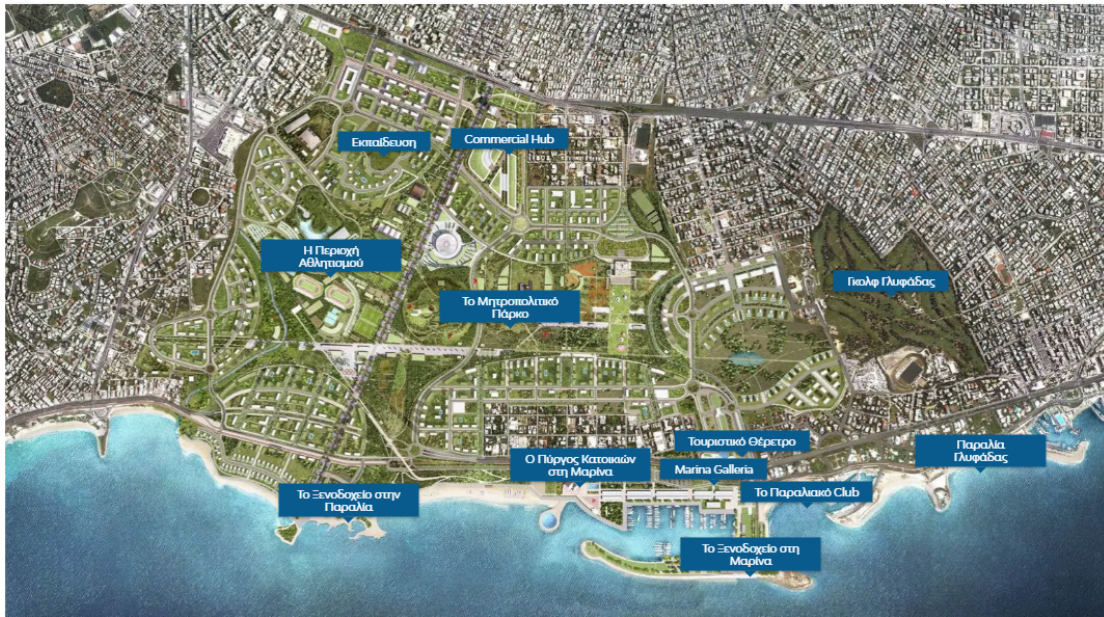 Εκπαίδευση
Commercial Hub
Η Περιοχή
Αθλητισμού
Γκολφ Γλυφάδας
Το Μητροπολιτικό
Πάρκο
Τουριστικό Θέρετρο
Παραλία
Γλυφάδας
Ο Πύργος Κατοικιών
στη Μαρίνα
Marina Galleria
Το Ξενοδοχείο στην
Παραλία
Το Παραλιακό Club
Το Ξενοδοχείο στη
Μαρίνα